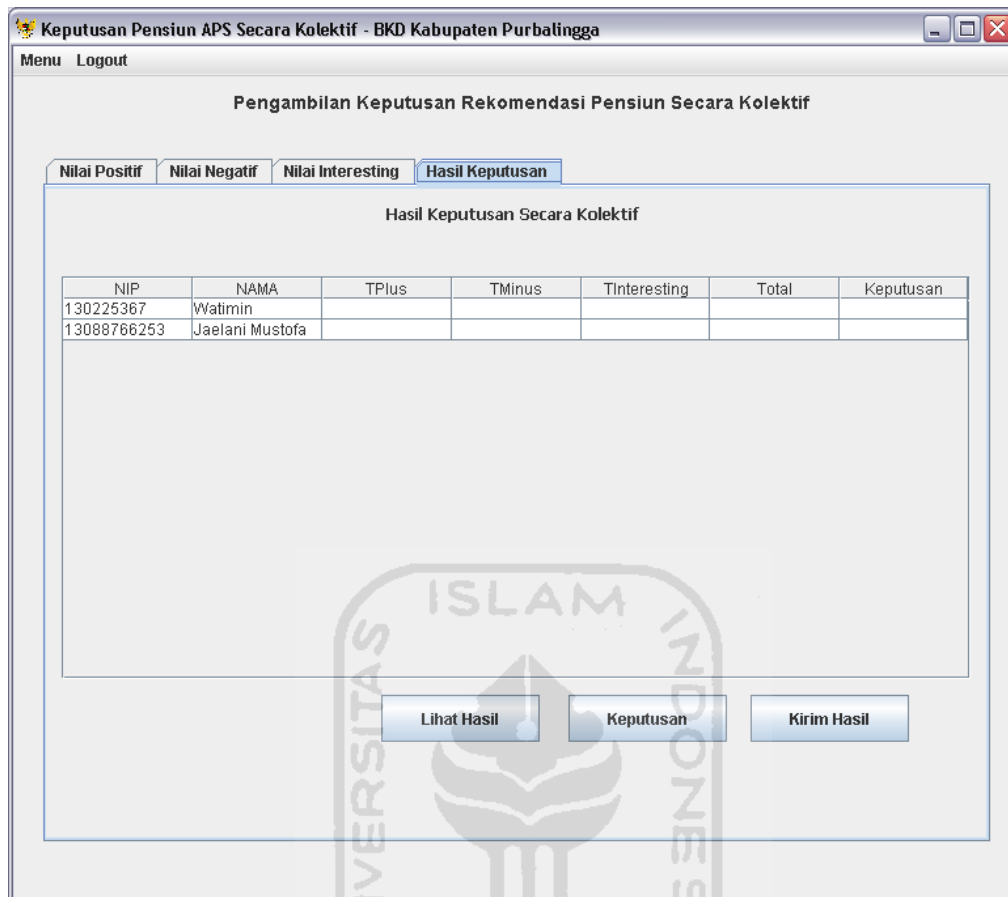 Keputusan Pensiun APS Secara Kolektif - BKD Kabupaten Purbalingga
Menu Logout
Pengambilan Keputusan Rekomendasi Pensiun Secara Kolektif
Nilai Positif Nilai Negatif Nilai Interesting Hasil Keputusan
Hasil Keputusan Secara Kolektif
NIP NAMA TPlus TMinus TInteresting Total Keputusan
130225367 Watimin
13088766253 Jaelani Mustofa
Lihat Hasil Keputusan Kirim Hasil
ISLAM